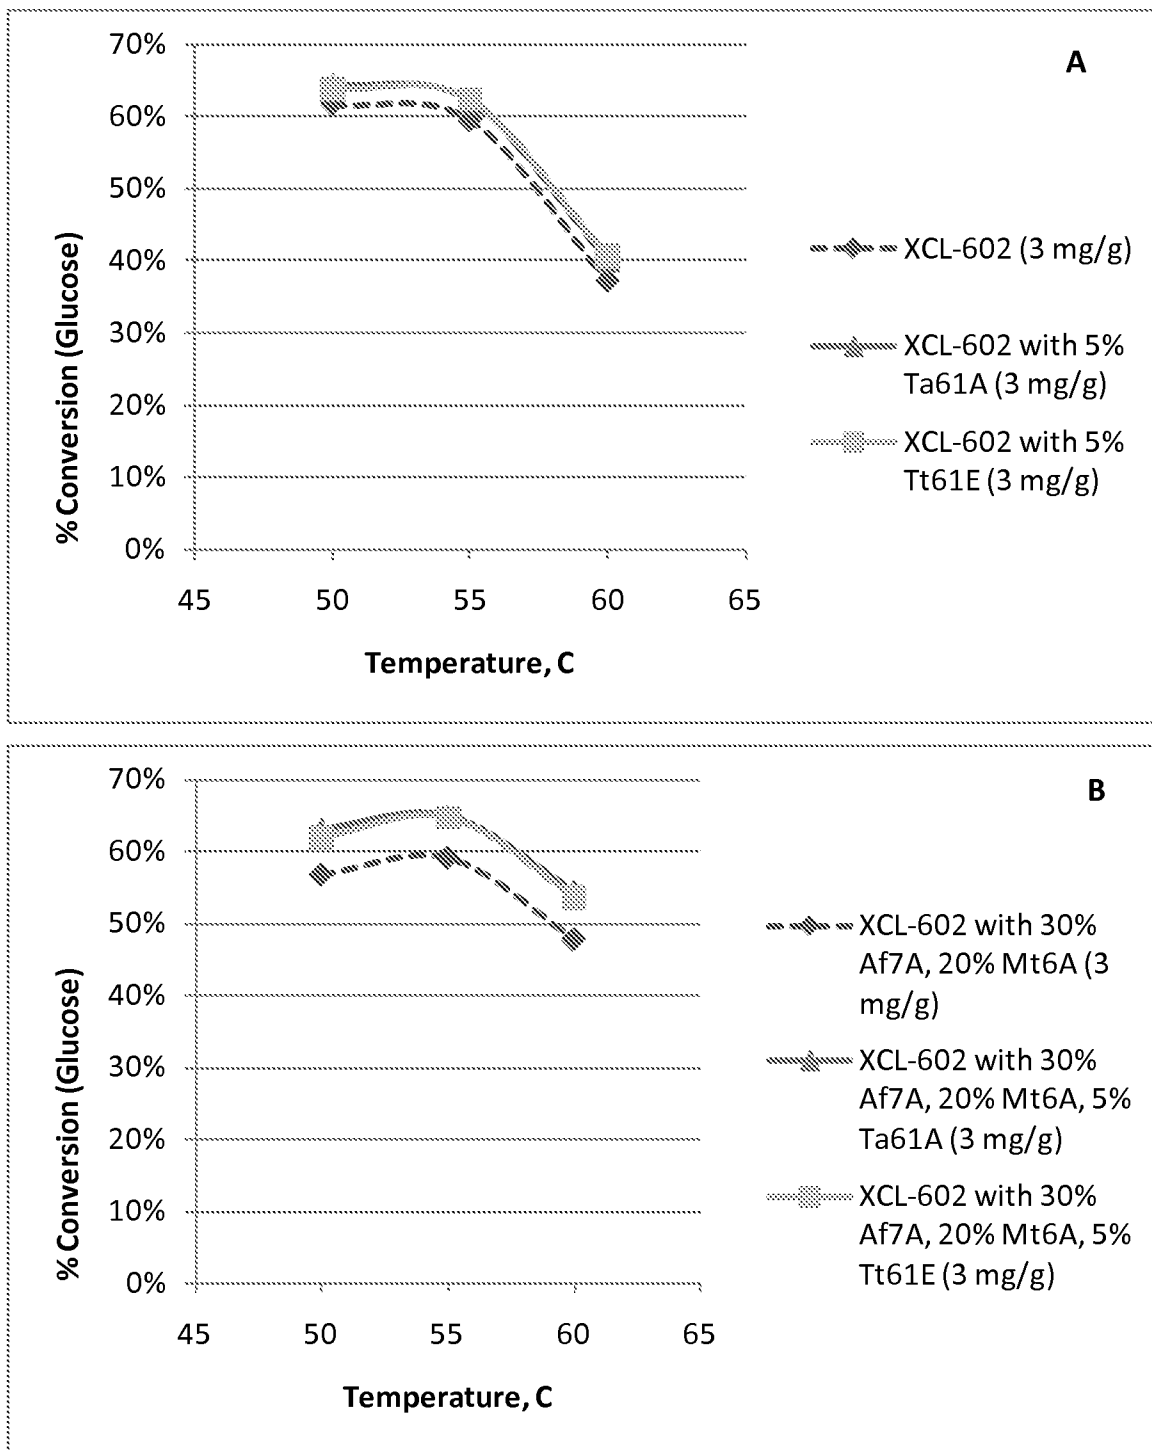 A
70%
60%
50%
40%
30%
20%
10%
0%
% Conversion (Glucose)
45 50 55 60 65
Temperature, C
XCL-602 (3 mg/g)
XCL-602 with 5%
Ta61A (3 mg/g)
XCL-602 with 5%
Tt61E (3 mg/g)
B
70%
60%
50%
40%
30%
20%
10%
0%
% Conversion (Glucose)
45 50 55 60 65
Temperature, C
XCL-602 with 30%
Af7A, 20% Mt6A (3
mg/g)
XCL-602 with 30%
Af7A, 20% Mt6A, 5%
Ta61A (3 mg/g)
XCL-602 with 30%
Af7A, 20% Mt6A, 5%
Tt61E (3 mg/g)